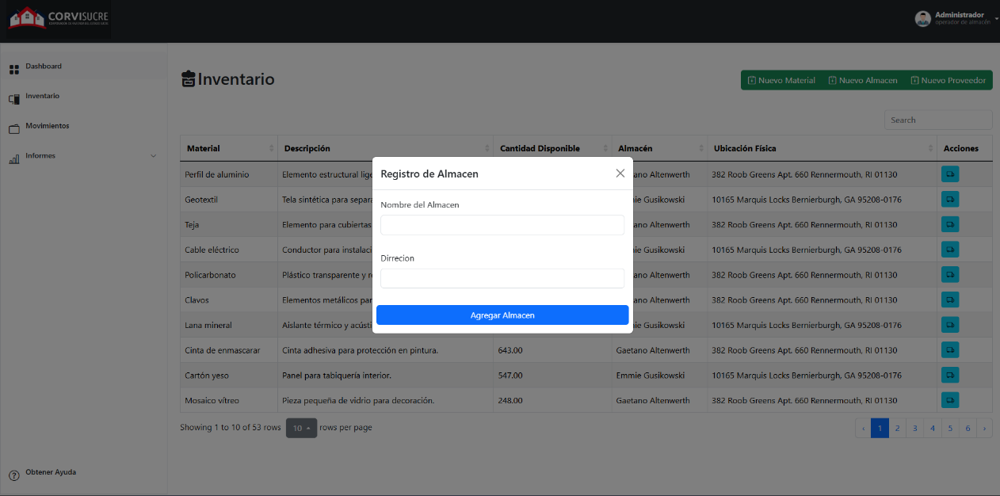 CORVISUCRE
Administrador
operador de almacén
Dashboard
Inventario
Movimientos
Informes
Obtener Ayuda
Inventario
Nuevo Material Nuevo Almacen Nuevo Proveedor
Search
Material Descripción Cantidad Disponible Almacén Ubicación Física Acciones
Perfil de aluminio Elemento estructural lige ano Altenwerth 382 Roob Greens Apt. 660 Rennermouth, RI 01130
Geotextil Tela sintética para separa ie Gusikowski 10165 Marquis Locks Bernierburgh, GA 95208-0176
Teja Elemento para cubiertas ano Altenwerth 382 Roob Greens Apt. 660 Rennermouth, RI 01130
Cable eléctrico Conductor para instalaci ie Gusikowski 10165 Marquis Locks Bernierburgh, GA 95208-0176
Policarbonato Plástico transparente y re ano Altenwerth 382 Roob Greens Apt. 660 Rennermouth, RI 01130
Clavos Elementos metálicos par ano Altenwerth 382 Roob Greens Apt. 660 Rennermouth, RI 01130
Lana mineral Aislante térmico y acústi ie Gusikowski 10165 Marquis Locks Bernierburgh, GA 95208-0176
Cinta de enmascarar Cinta adhesiva para protección en pintura. 643.00 Gaetano Altenwerth 382 Roob Greens Apt. 660 Rennermouth, RI 01130
Cartón yeso Panel para tabiquería interior. 547.00 Emmie Gusikowski 10165 Marquis Locks Bernierburgh, GA 95208-0176
Mosaico vítreo Pieza pequeña de vidrio para decoración. 248.00 Gaetano Altenwerth 382 Roob Greens Apt. 660 Rennermouth, RI 01130
Showing 1 to 10 of 53 rows 10 rows per page ‹ 1 2 3 4 5 6 ›
Registro de Almacen
Nombre del Almacen
Dirrecion
Agregar Almacen